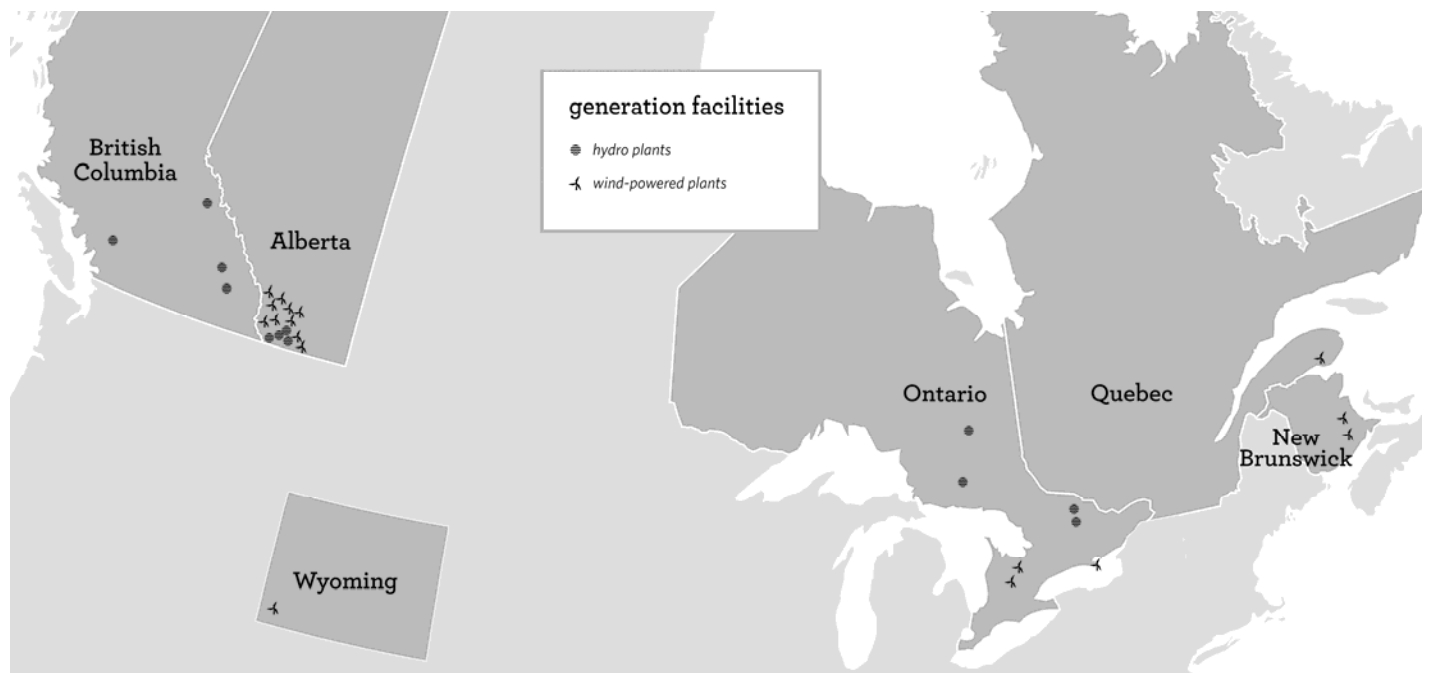 generation facilities
hydro plants
wind-powered plants
British
Columbia
Alberta
Ontario
Quebec
New
Brunswick
Wyoming